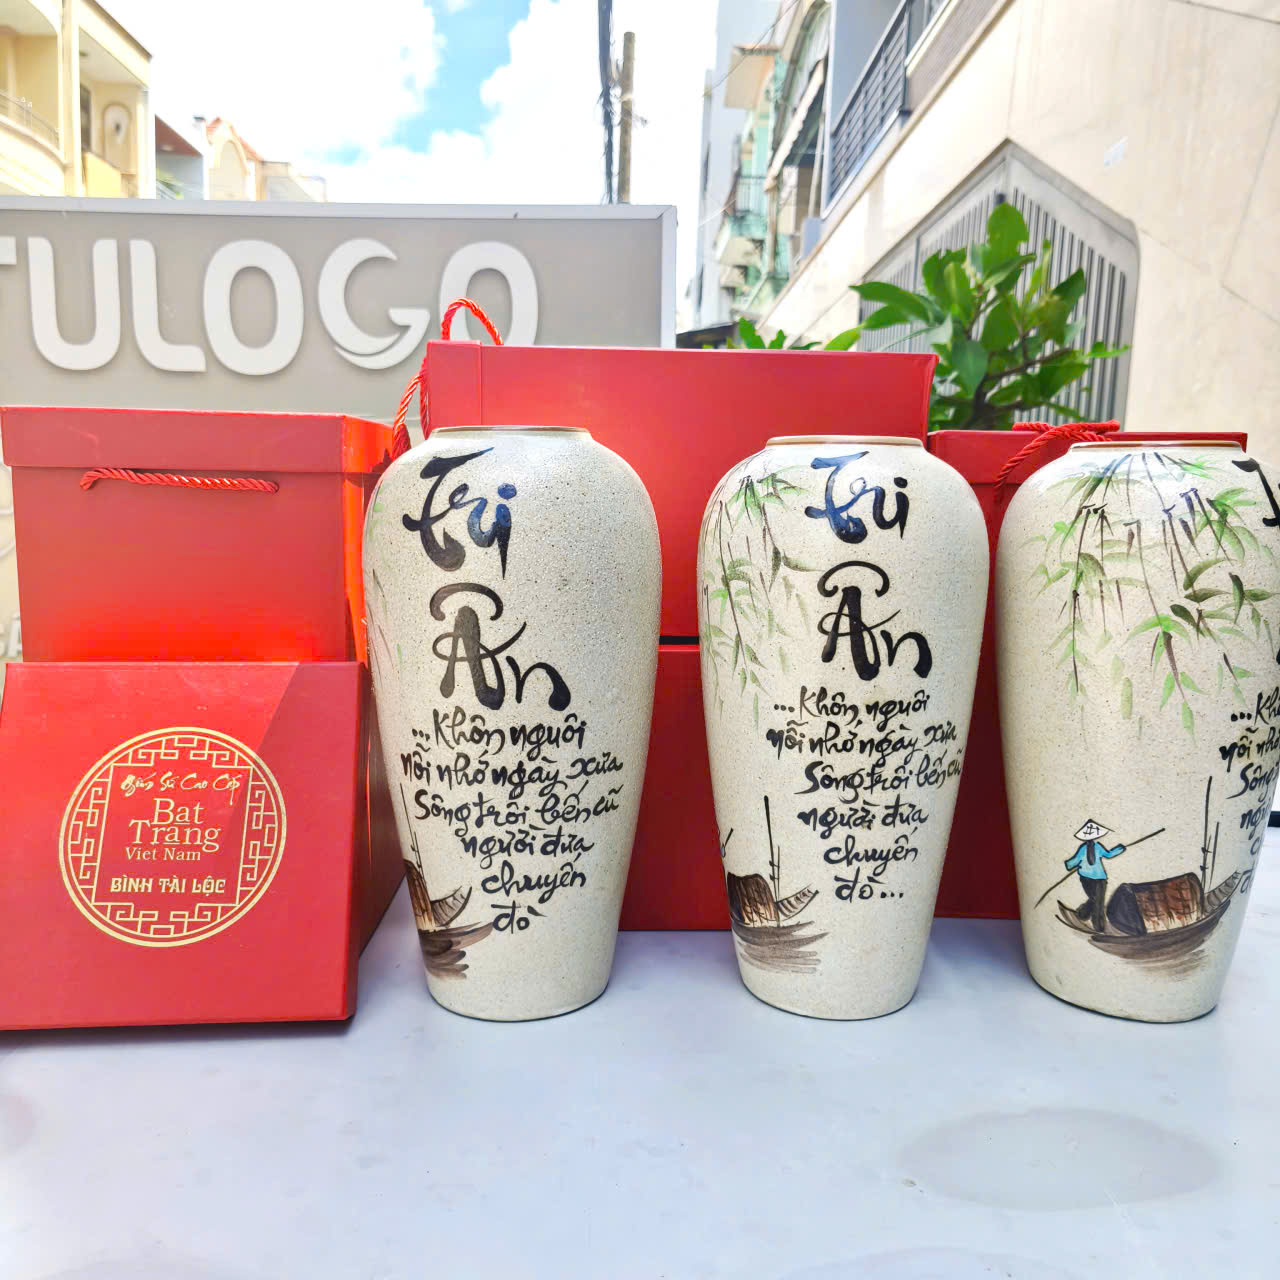 TULOGO
Gốm Sứ Cao Cấp
Bat
Trang
Viet Nam
BÌNH TÀI LỘC
Tri
Ân
...Khôn nguôi
nỗi nhớ ngày xưa
Sông trôi bến cũ
người đưa
chuyến
đò
Tri
Ân
...Khôn nguôi
nỗi nhớ ngày xưa
Sông trôi bến cũ
người đưa
chuyến
đò...